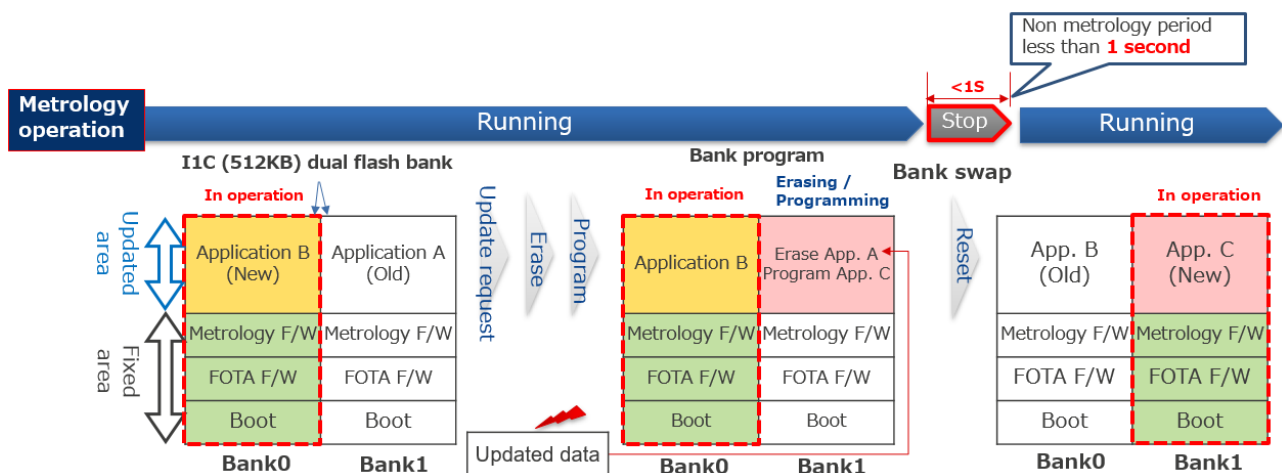 Non metrology period
less than 1 second
Metrology
operation
Running
<1S
Stop
Running
I1C (512KB) dual flash bank
Bank program
Bank swap
In operation
In operation
Erasing /
Programming
In operation
Updated
area
Application B
(New)
Application A
(Old)
Update request
Erase
Program
Application B
Erase App. A
Program App. C
Reset
App. B
(Old)
App. C
(New)
Fixed
area
Metrology F/W
Metrology F/W
Metrology F/W
Metrology F/W
Metrology F/W
Metrology F/W
FOTA F/W
FOTA F/W
FOTA F/W
FOTA F/W
FOTA F/W
FOTA F/W
Boot
Boot
Boot
Boot
Boot
Boot
Updated data
Bank0
Bank1
Bank0
Bank1
Bank0
Bank1